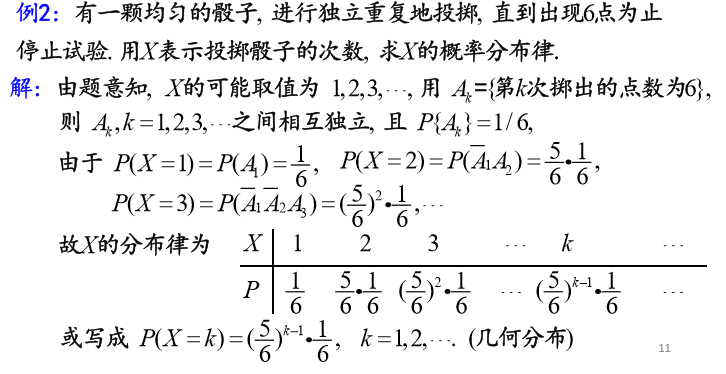 例2：有一颗均匀的骰子, 进行独立重复地投掷, 直到出现6点为止
停止试验. 用X表示投掷骰子的次数, 求X的概率分布律.
解：由题意知, X的可能取值为 1,2,3,⋯, 用 Aₖ={第k次掷出的点数为6},
则 Aₖ,k=1,2,3,⋯之间相互独立, 且 P{Aₖ}=1/6,
由于 P(X=1)=P(A₁)=1/6, P(X=2)=P(A̅₁A₂)=5/6•1/6,
P(X=3)=P(A̅₁A̅₂A₃)=(5/6)²•1/6,⋯
故X的分布律为 X 1 2 3 ⋯ k ⋯
P 1/6 5/6•1/6 (5/6)²•1/6 ⋯ (5/6)ᵏ⁻¹•1/6 ⋯
或写成 P(X=k)=(5/6)ᵏ⁻¹•1/6, k=1,2,⋯. (几何分布)
11